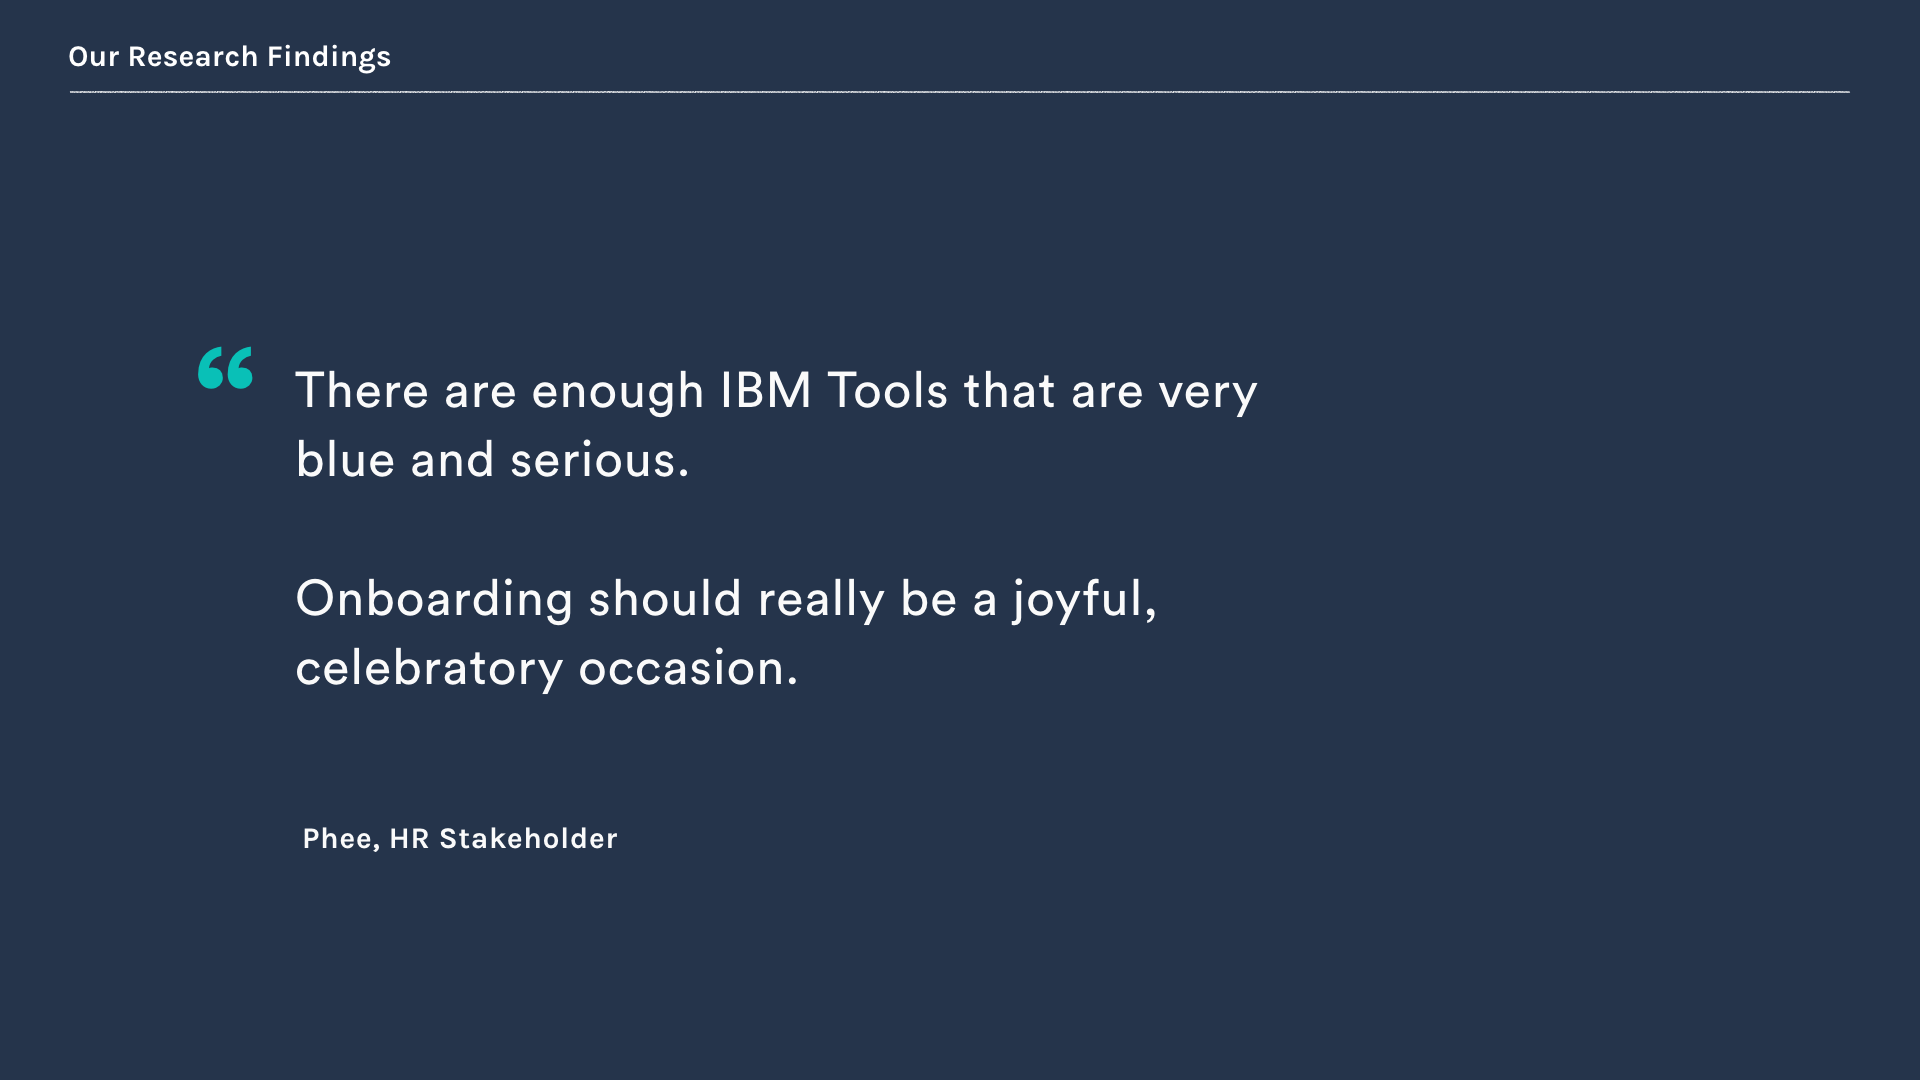 Our Research Findings
“
There are enough IBM Tools that are very
blue and serious.
Onboarding should really be a joyful,
celebratory occasion.
Phee, HR Stakeholder